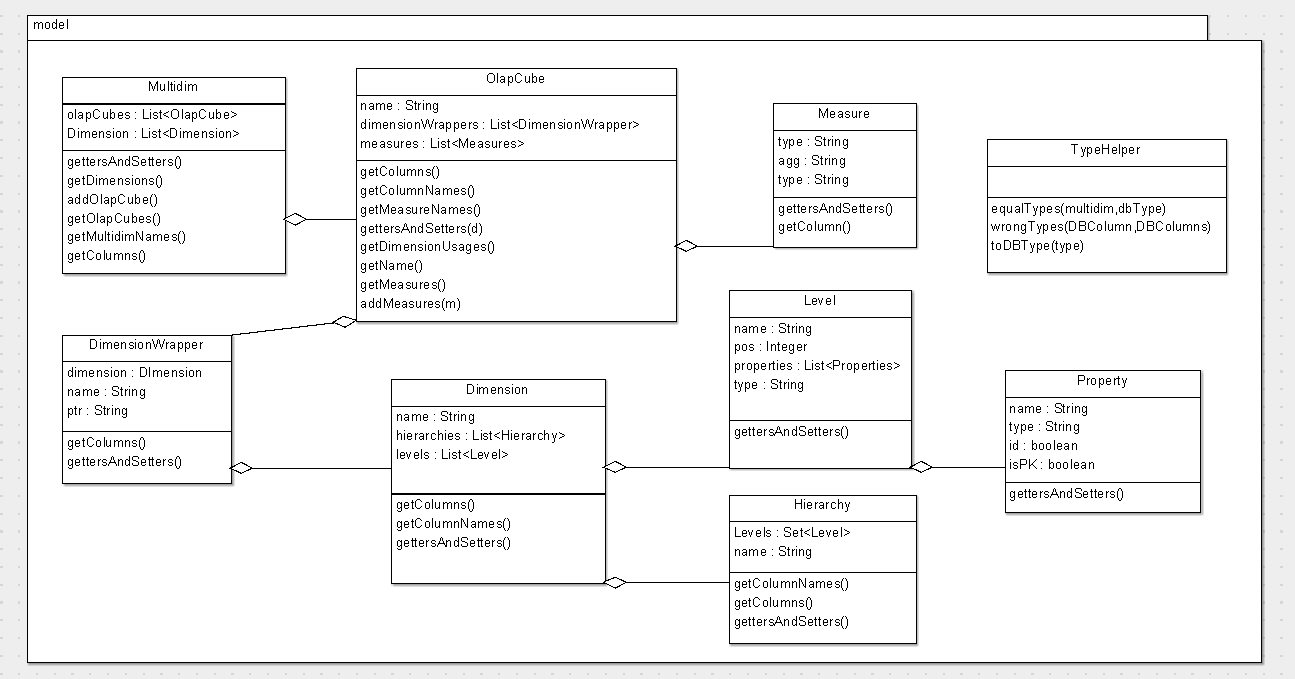 model
Multidim
olapCubes : List<OlapCube>
Dimension : List<Dimension>
gettersAndSetters()
getDimensions()
addOlapCube()
getOlapCubes()
getMultidimNames()
getColumns()
OlapCube
name : String
dimensionWrappers : List<DimensionWrapper>
measures : List<Measures>
getColumns()
getColumnNames()
getMeasureNames()
gettersAndSetters(d)
getDimensionUsages()
getName()
getMeasures()
addMeasures(m)
Measure
type : String
agg : String
type : String
gettersAndSetters()
getColumn()
TypeHelper
equalTypes(multidim,dbType)
wrongTypes(DBColumn,DBColumns)
toDBType(type)
DimensionWrapper
dimension : DImension
name : String
ptr : String
getColumns()
gettersAndSetters()
Dimension
name : String
hierarchies : List<Hierarchy>
levels : List<Level>
getColumns()
getColumnNames()
gettersAndSetters()
Level
name : String
pos : Integer
properties : List<Properties>
type : String
gettersAndSetters()
Property
name : String
type : String
id : boolean
isPK : boolean
gettersAndSetters()
Hierarchy
Levels : Set<Level>
name : String
getColumnNames()
getColumns()
gettersAndSetters()